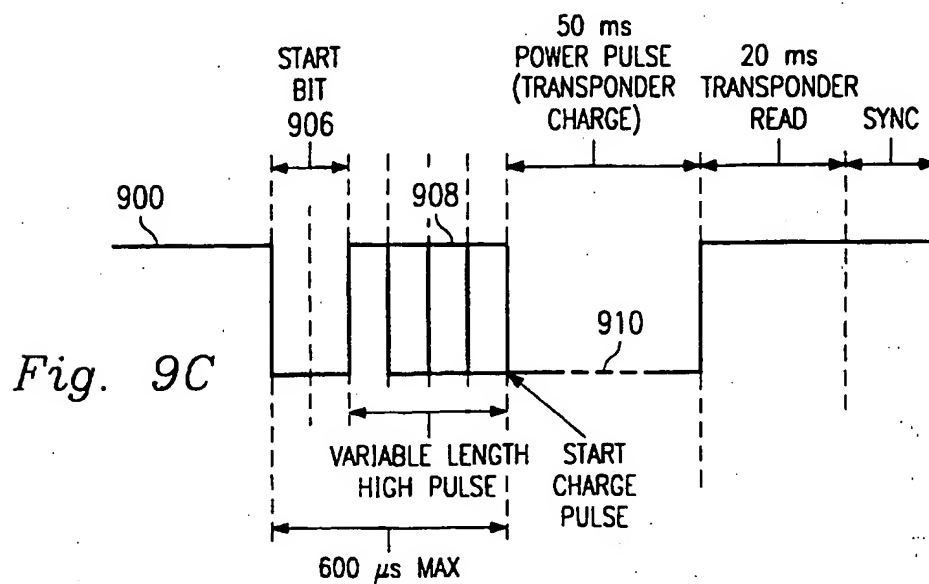 50 ms
POWER PULSE
(TRANSPONDER
CHARGE)
20 ms
TRANSPONDER
READ
SYNC
START
BIT
906
900
908
910
Fig. 9C
VARIABLE LENGTH
HIGH PULSE
START
CHARGE
PULSE
600 µs MAX